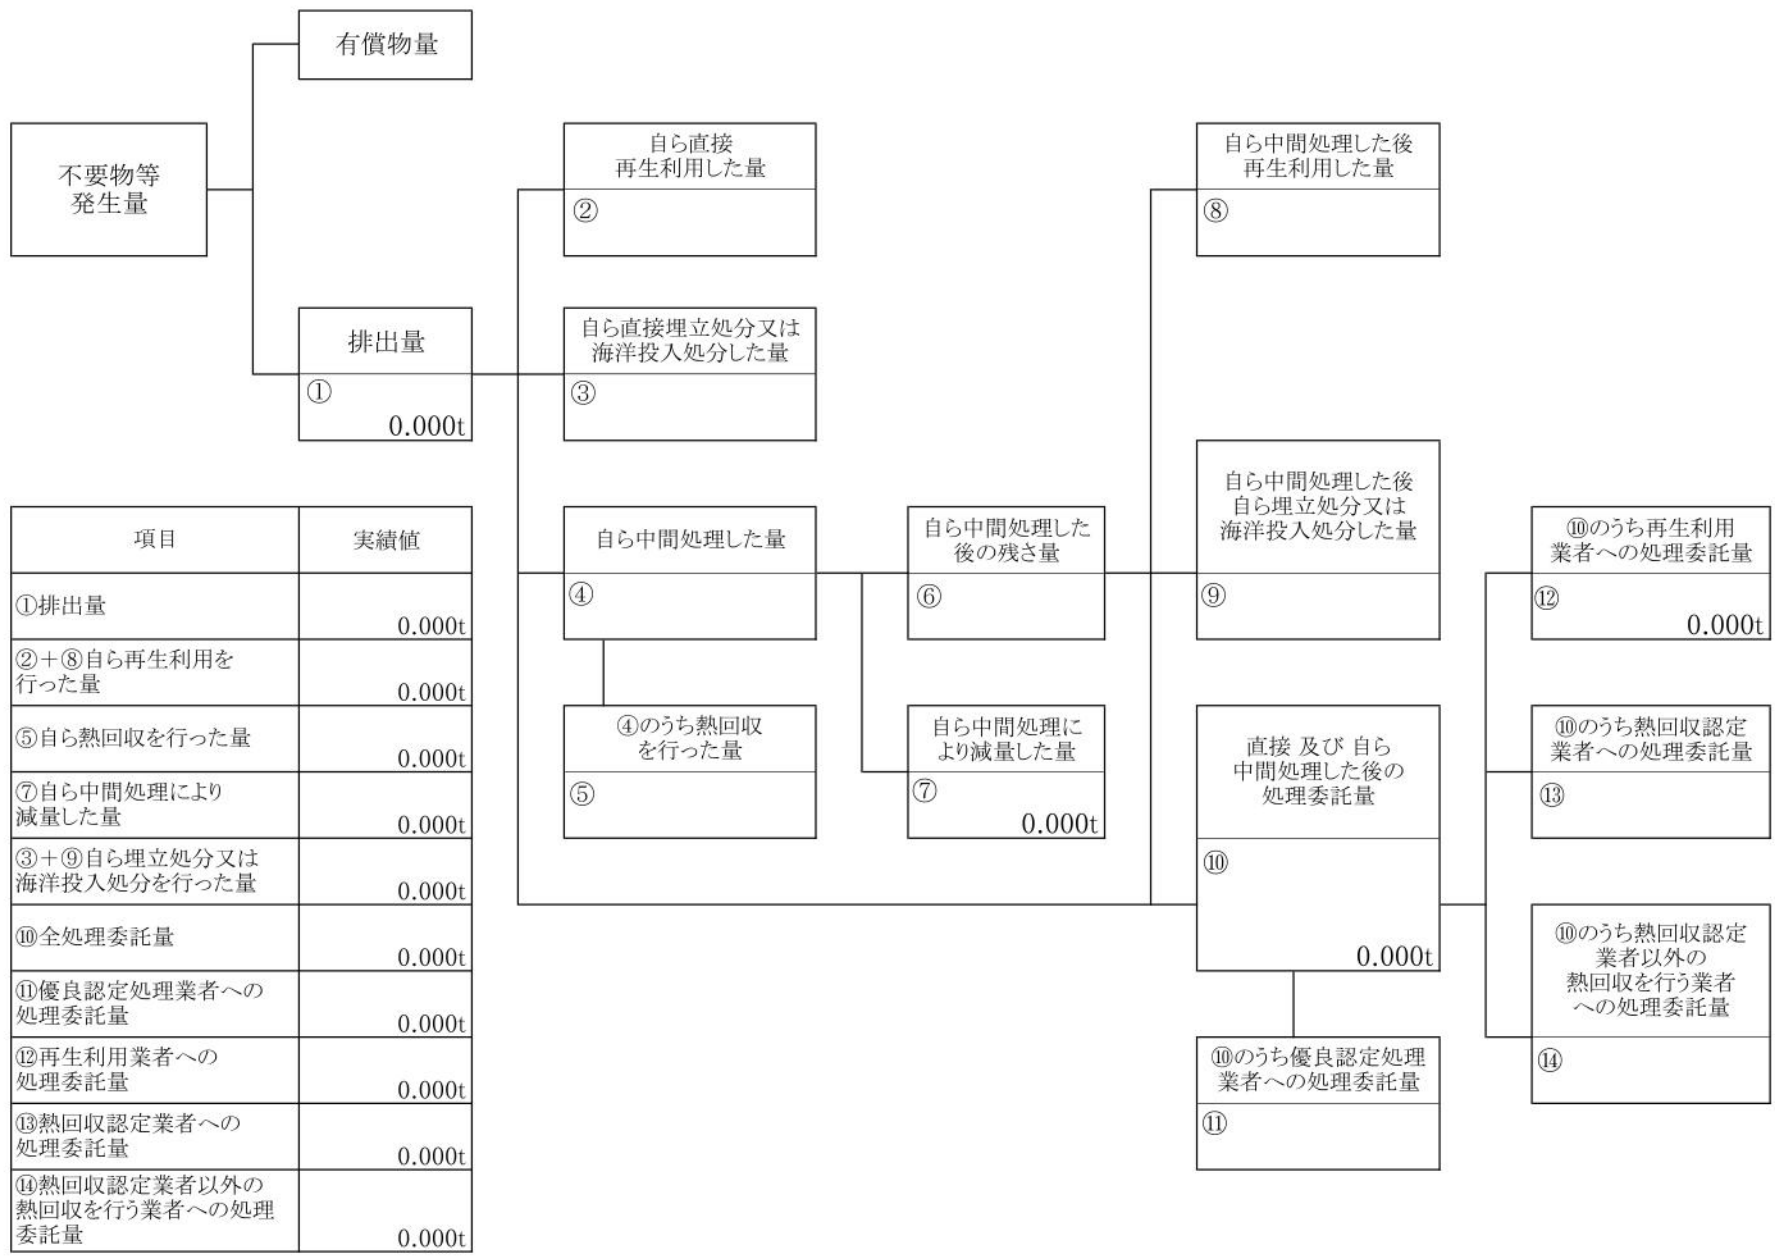 有償物量
不要物等
発生量
排出量
①
0.000t
自ら直接
再生利用した量
②
自ら直接埋立処分又は
海洋投入処分した量
③
自ら中間処理した量
④
④のうち熱回収
を行った量
⑤
自ら中間処理した
後の残さ量
⑥
自ら中間処理に
より減量した量
⑦
0.000t
自ら中間処理した後
再生利用した量
⑧
自ら中間処理した後
自ら埋立処分又は
海洋投入処分した量
⑨
直接 及び 自ら
中間処理した後の
処理委託量
⑩
0.000t
⑩のうち優良認定処理
業者への処理委託量
⑪
⑩のうち再生利用
業者への処理委託量
⑫
0.000t
⑩のうち熱回収認定
業者への処理委託量
⑬
⑩のうち熱回収認定
業者以外の
熱回収を行う業者
への処理委託量
⑭
項目 実績値
①排出量
0.000t
②＋⑧自ら再生利用を
行った量
0.000t
⑤自ら熱回収を行った量
0.000t
⑦自ら中間処理により
減量した量
0.000t
③＋⑨自ら埋立処分又は
海洋投入処分を行った量
0.000t
⑩全処理委託量
0.000t
⑪優良認定処理業者への
処理委託量
0.000t
⑫再生利用業者への
処理委託量
0.000t
⑬熱回収認定業者への
処理委託量
0.000t
⑭熱回収認定業者以外の
熱回収を行う業者への処理
委託量
0.000t